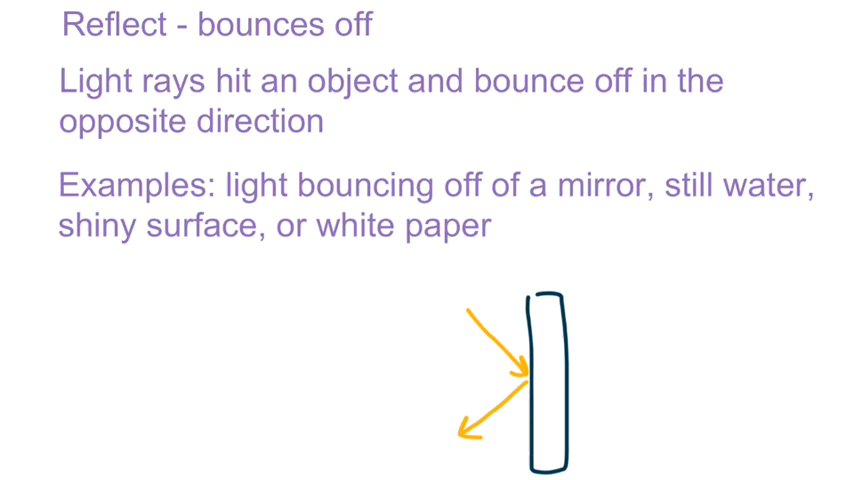 Reflect - bounces off
Light rays hit an object and bounce off in the
opposite direction
Examples: light bouncing off of a mirror, still water,
shiny surface, or white paper